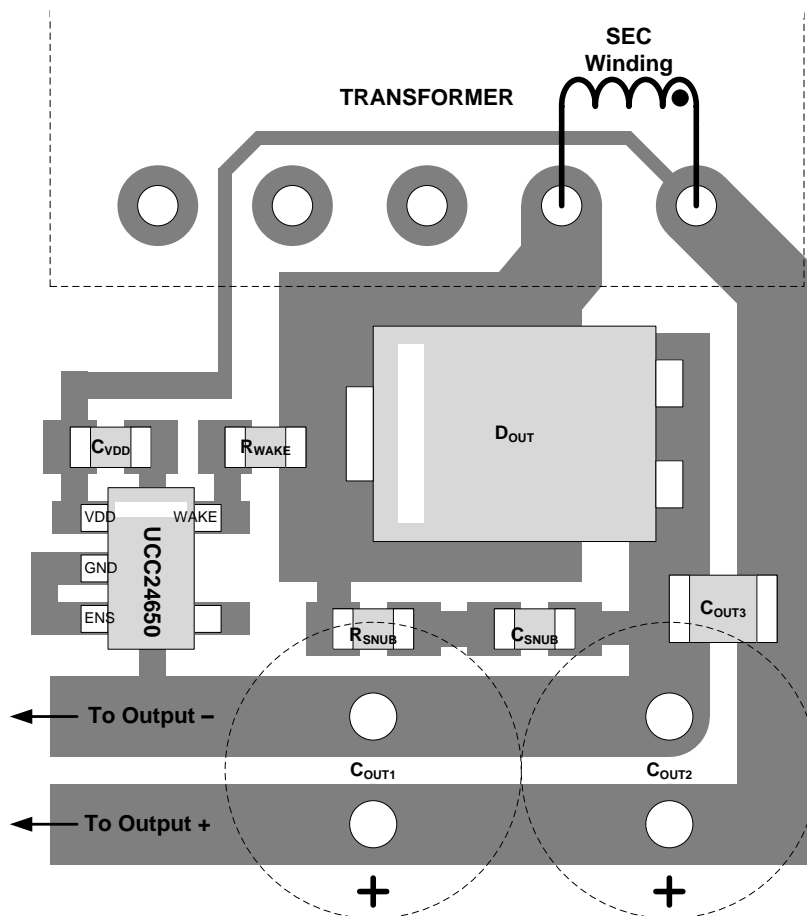 SEC
Winding
TRANSFORMER
DOUT
CVDD
RWAKE
VDD
WAKE
GND
ENS
UCC24650
COUT3
RSNUB
CSNUB
To Output –
COUT1
COUT2
To Output +
+
+